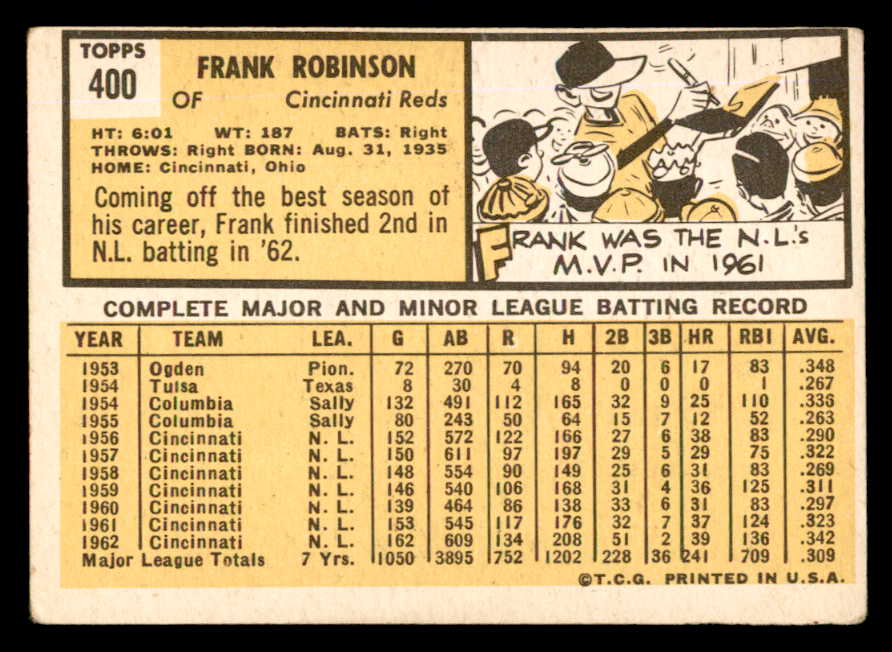 TOPPS
400
FRANK ROBINSON
OF Cincinnati Reds
HT: 6:01 WT: 187 BATS: Right
THROWS: Right BORN: Aug. 31, 1935
HOME: Cincinnati, Ohio
Coming off the best season of
his career, Frank finished 2nd in
N.L. batting in '62.
FRANK WAS THE N.L.'s
M.V.P. IN 1961
COMPLETE MAJOR AND MINOR LEAGUE BATTING RECORD
YEAR TEAM LEA. G AB R H 2B 3B HR RBI AVG.
1953 Ogden Pion. 72 270 70 94 20 6 17 83 .348
1954 Tulsa Texas 8 30 4 8 0 0 0 1 .267
1954 Columbia Sally 132 491 112 165 32 9 25 110 .336
1955 Columbia Sally 80 243 50 64 15 7 12 52 .263
1956 Cincinnati N. L. 152 572 122 166 27 6 38 83 .290
1957 Cincinnati N. L. 150 611 97 197 29 5 29 75 .322
1958 Cincinnati N. L. 148 554 90 149 25 6 31 83 .269
1959 Cincinnati N. L. 146 540 106 168 31 4 36 125 .311
1960 Cincinnati N. L. 139 464 86 138 33 6 31 83 .297
1961 Cincinnati N. L. 153 545 117 176 32 7 37 124 .323
1962 Cincinnati N. L. 162 609 134 208 51 2 39 136 .342
Major League Totals 7 Yrs. 1050 3895 752 1202 228 36 241 709 .309
©T.C.G. PRINTED IN U.S.A.